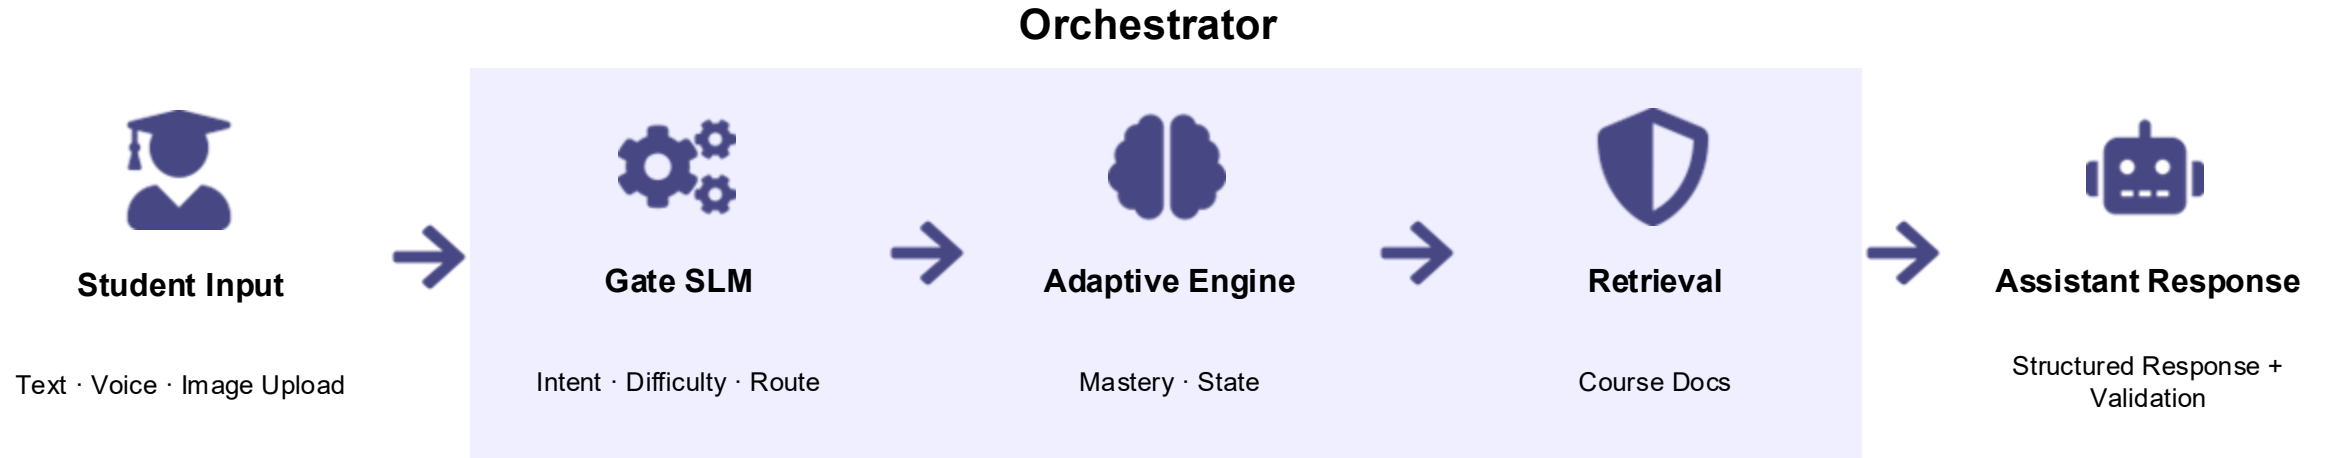 Orchestrator
Student Input
Text · Voice · Image Upload
Gate SLM
Intent · Difficulty · Route
Adaptive Engine
Mastery · State
Retrieval
Course Docs
Assistant Response
Structured Response +
Validation